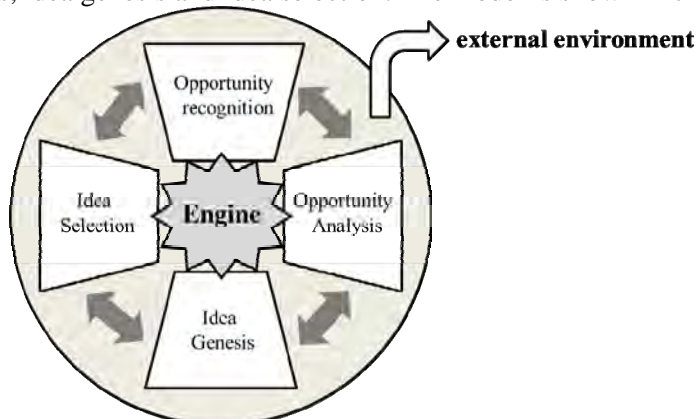 external environment
Opportunity
recognition
Idea
Selection
Engine
Opportunity
Analysis
Idea
Genesis